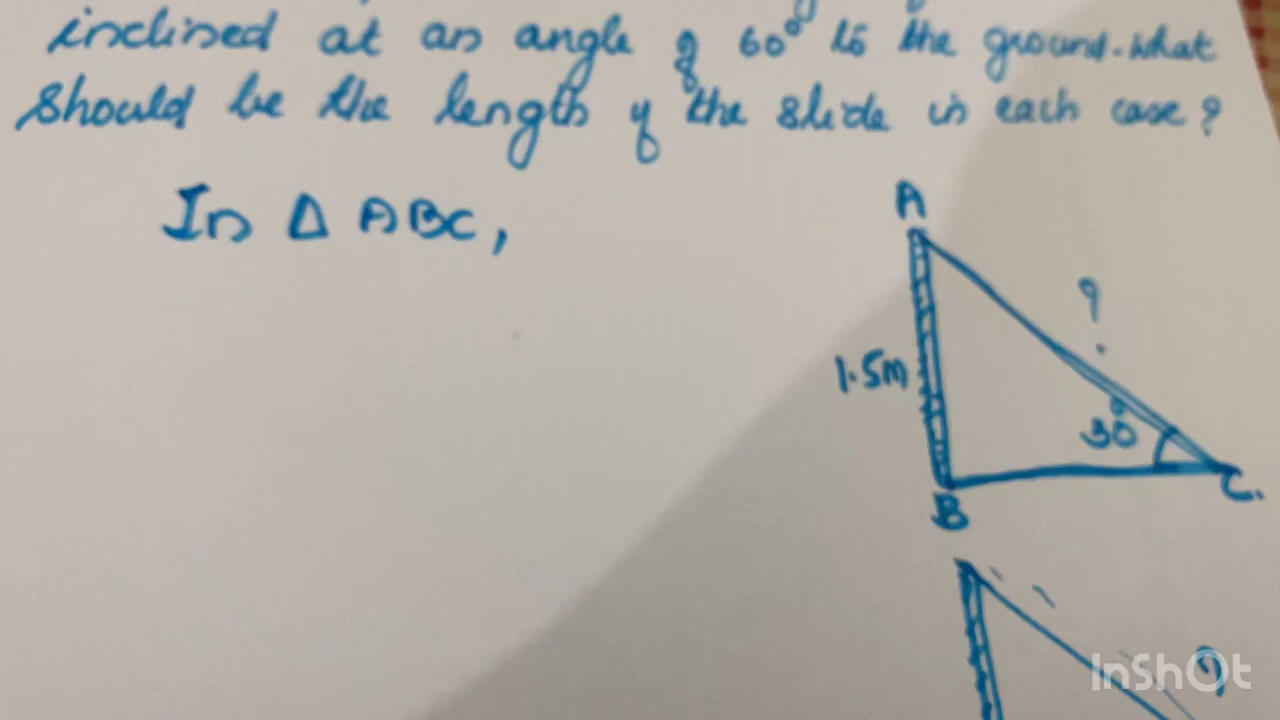 inclined at an angle of 60° to the ground. what
should be the length of the slide in each case?
In Δ ABC,
A
?
1.5m
30°
B
C.
?
InShOt